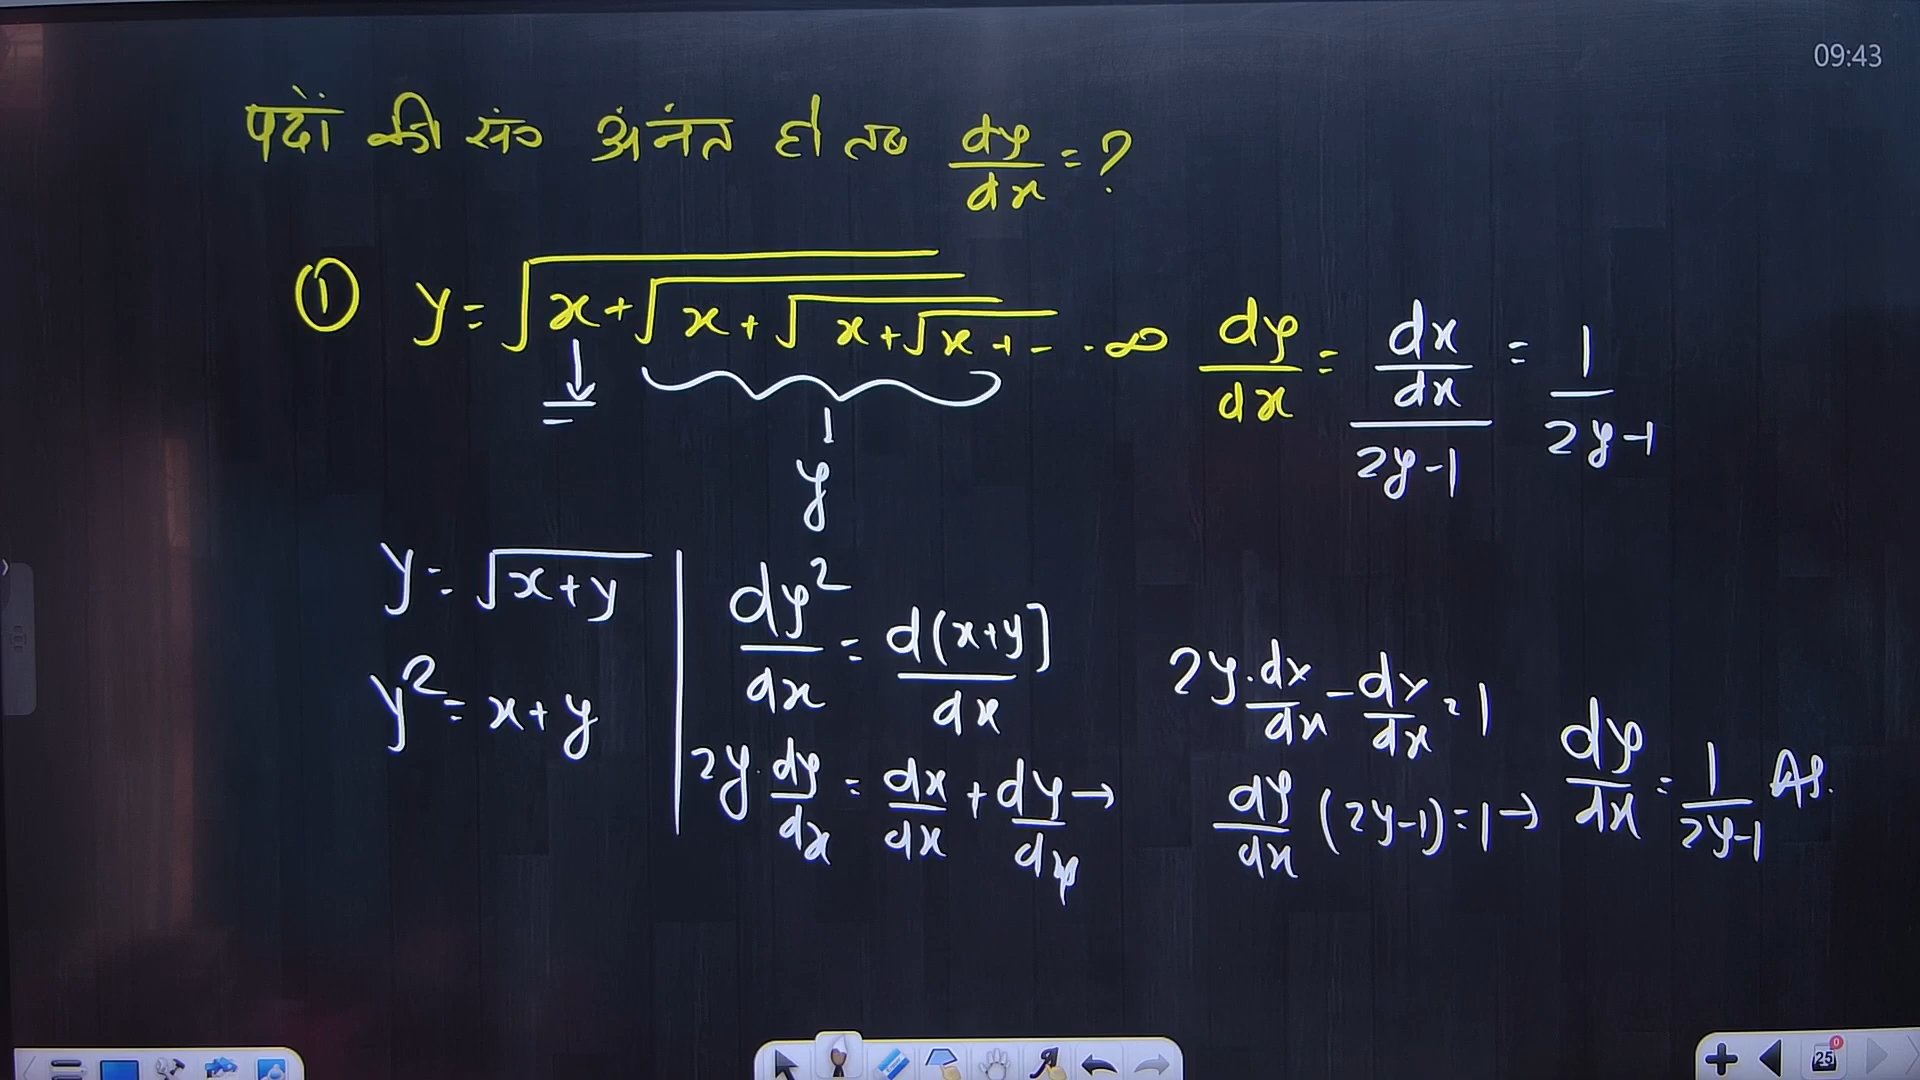 09:43
पदों की सं० अनंत हो तब dy/dx = ?
① y = √(x + √(x + √(x + √(x + - - ∞ dy/dx = (dx/dx)/(2y-1) = 1/(2y-1)
y
y = √(x+y)
y² = x + y
dy²/dx = d(x+y]/dx
2y · dy/dx = dx/dx + dy/dx →
2y · dy/dx - dy/dx = 1
dy/dx (2y-1) = 1 → dy/dx = 1/(2y-1)
25
0